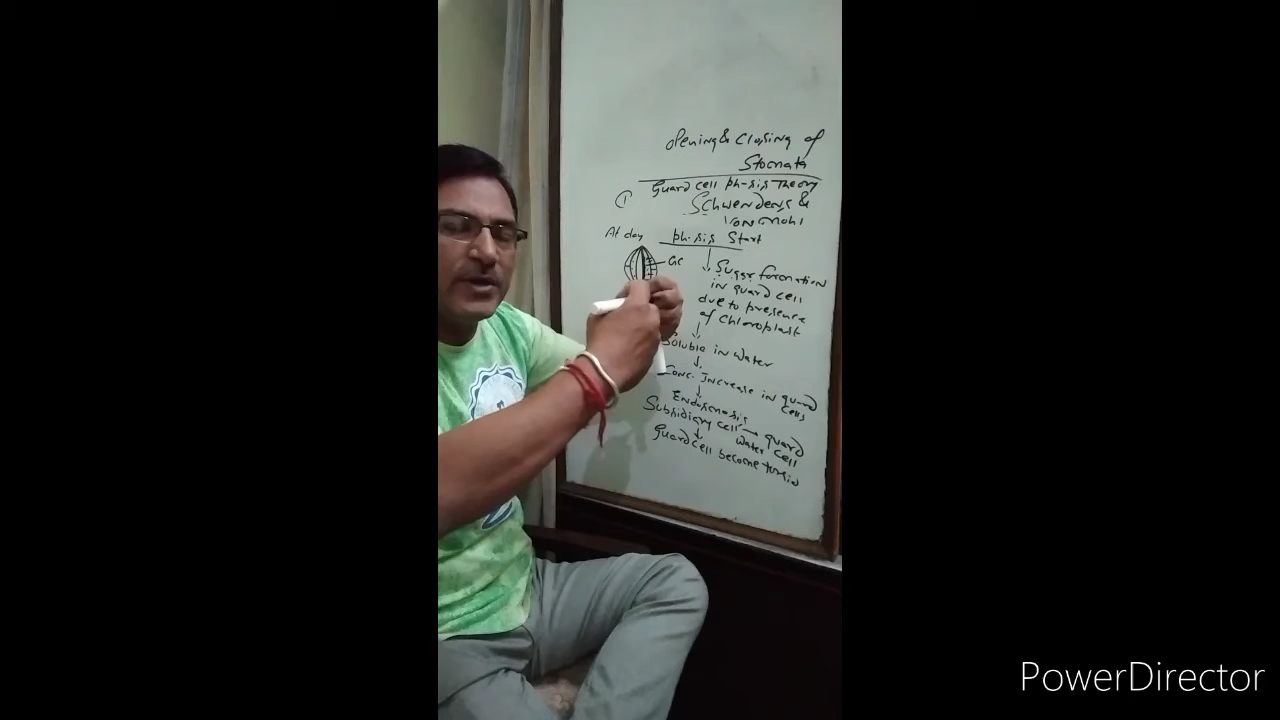 Opening & Closing of
Stomata
① Guard cell ph-sis Theory
Schwendens &
Von Mohl
At day ph-sis Start
GC
Sugar formation
in guard cell
due to presence
of chloroplast
Soluble in water
Conc. Increase in guard
cells
Endosmosis
Subsidiary cell → guard
water cell
Guard cell become turgid
PowerDirector